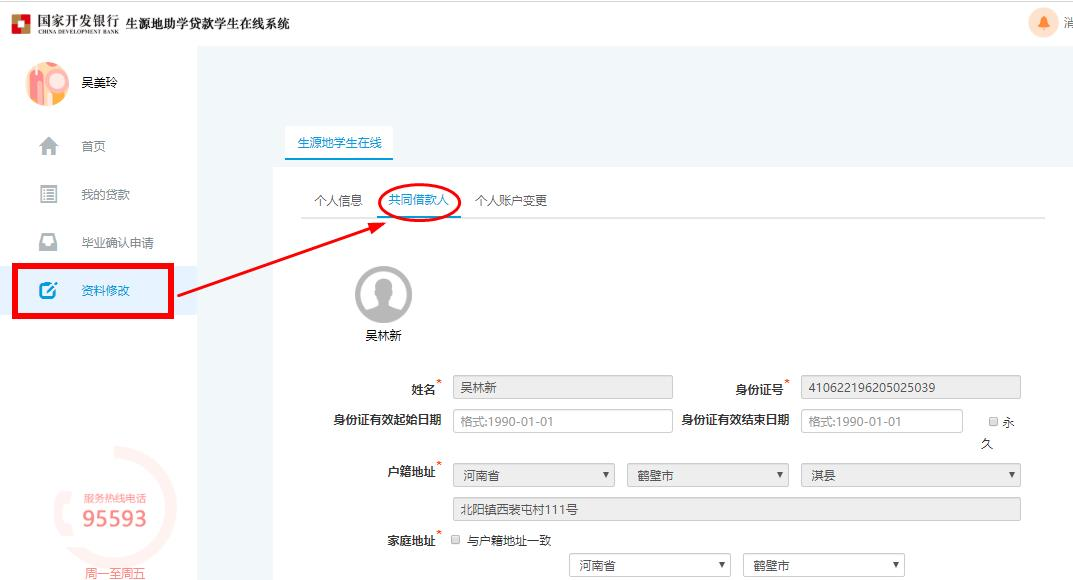 国家开发银行 生源地助学贷款学生在线系统
CHINA DEVELOPMENT BANK
消
吴美玲
首页
我的贷款
毕业确认申请
资料修改
服务热线电话
95593
周一至周五
生源地学生在线
个人信息 共同借款人 个人账户变更
吴林新
姓名* 吴林新 身份证号* 410622196205025039
身份证有效起始日期 格式:1990-01-01 身份证有效结束日期 格式:1990-01-01 永
久
户籍地址* 河南省 鹤壁市 淇县
北阳镇西裴屯村111号
家庭地址* 与户籍地址一致
河南省 鹤壁市